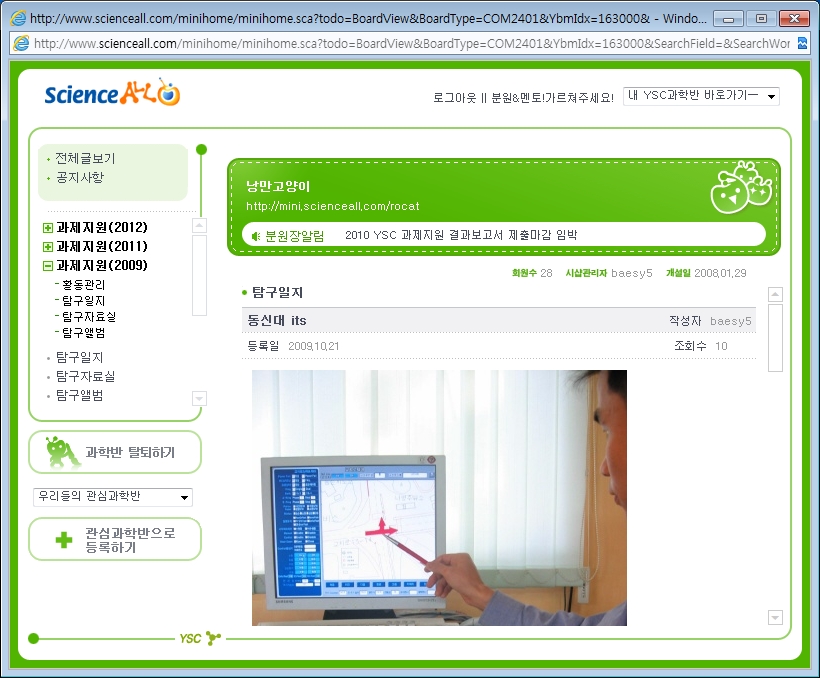 http://www.scienceall.com/minihome/minihome.sca?todo=BoardView&BoardType=COM2401&YbmIdx=163000& - Windo...
http://www.scienceall.com/minihome/minihome.sca?todo=BoardView&BoardType=COM2401&YbmIdx=163000&SearchField=&SearchWor
Science ALL
로그아웃 || 분원&멘토!가르쳐주세요!
내 YSC과학반 바로가기━
전체글보기
공지사항
과제지원(2012)
과제지원(2011)
과제지원(2009)
활동관리
탐구일지
탐구자료실
탐구앨범
탐구일지
탐구자료실
탐구앨범
과학반 탈퇴하기
우리들의 관심과학반
관심과학반으로
등록하기
낭만고양이
http://mini.scienceall.com/rocat
분원장알림 2010 YSC 과제지원 결과보고서 제출마감 임박
회원수 28 시샵관리자 baesy5 개설일 2008.01.29
탐구일지
동신대 its 작성자 baesy5
등록일 2009.10.21 조회수 10
YSC